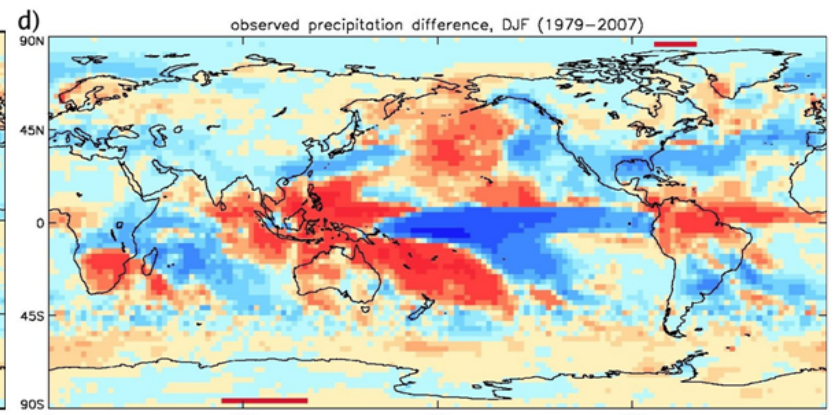 d)
observed precipitation difference, DJF (1979−2007)
90N
45N
0
45S
90S